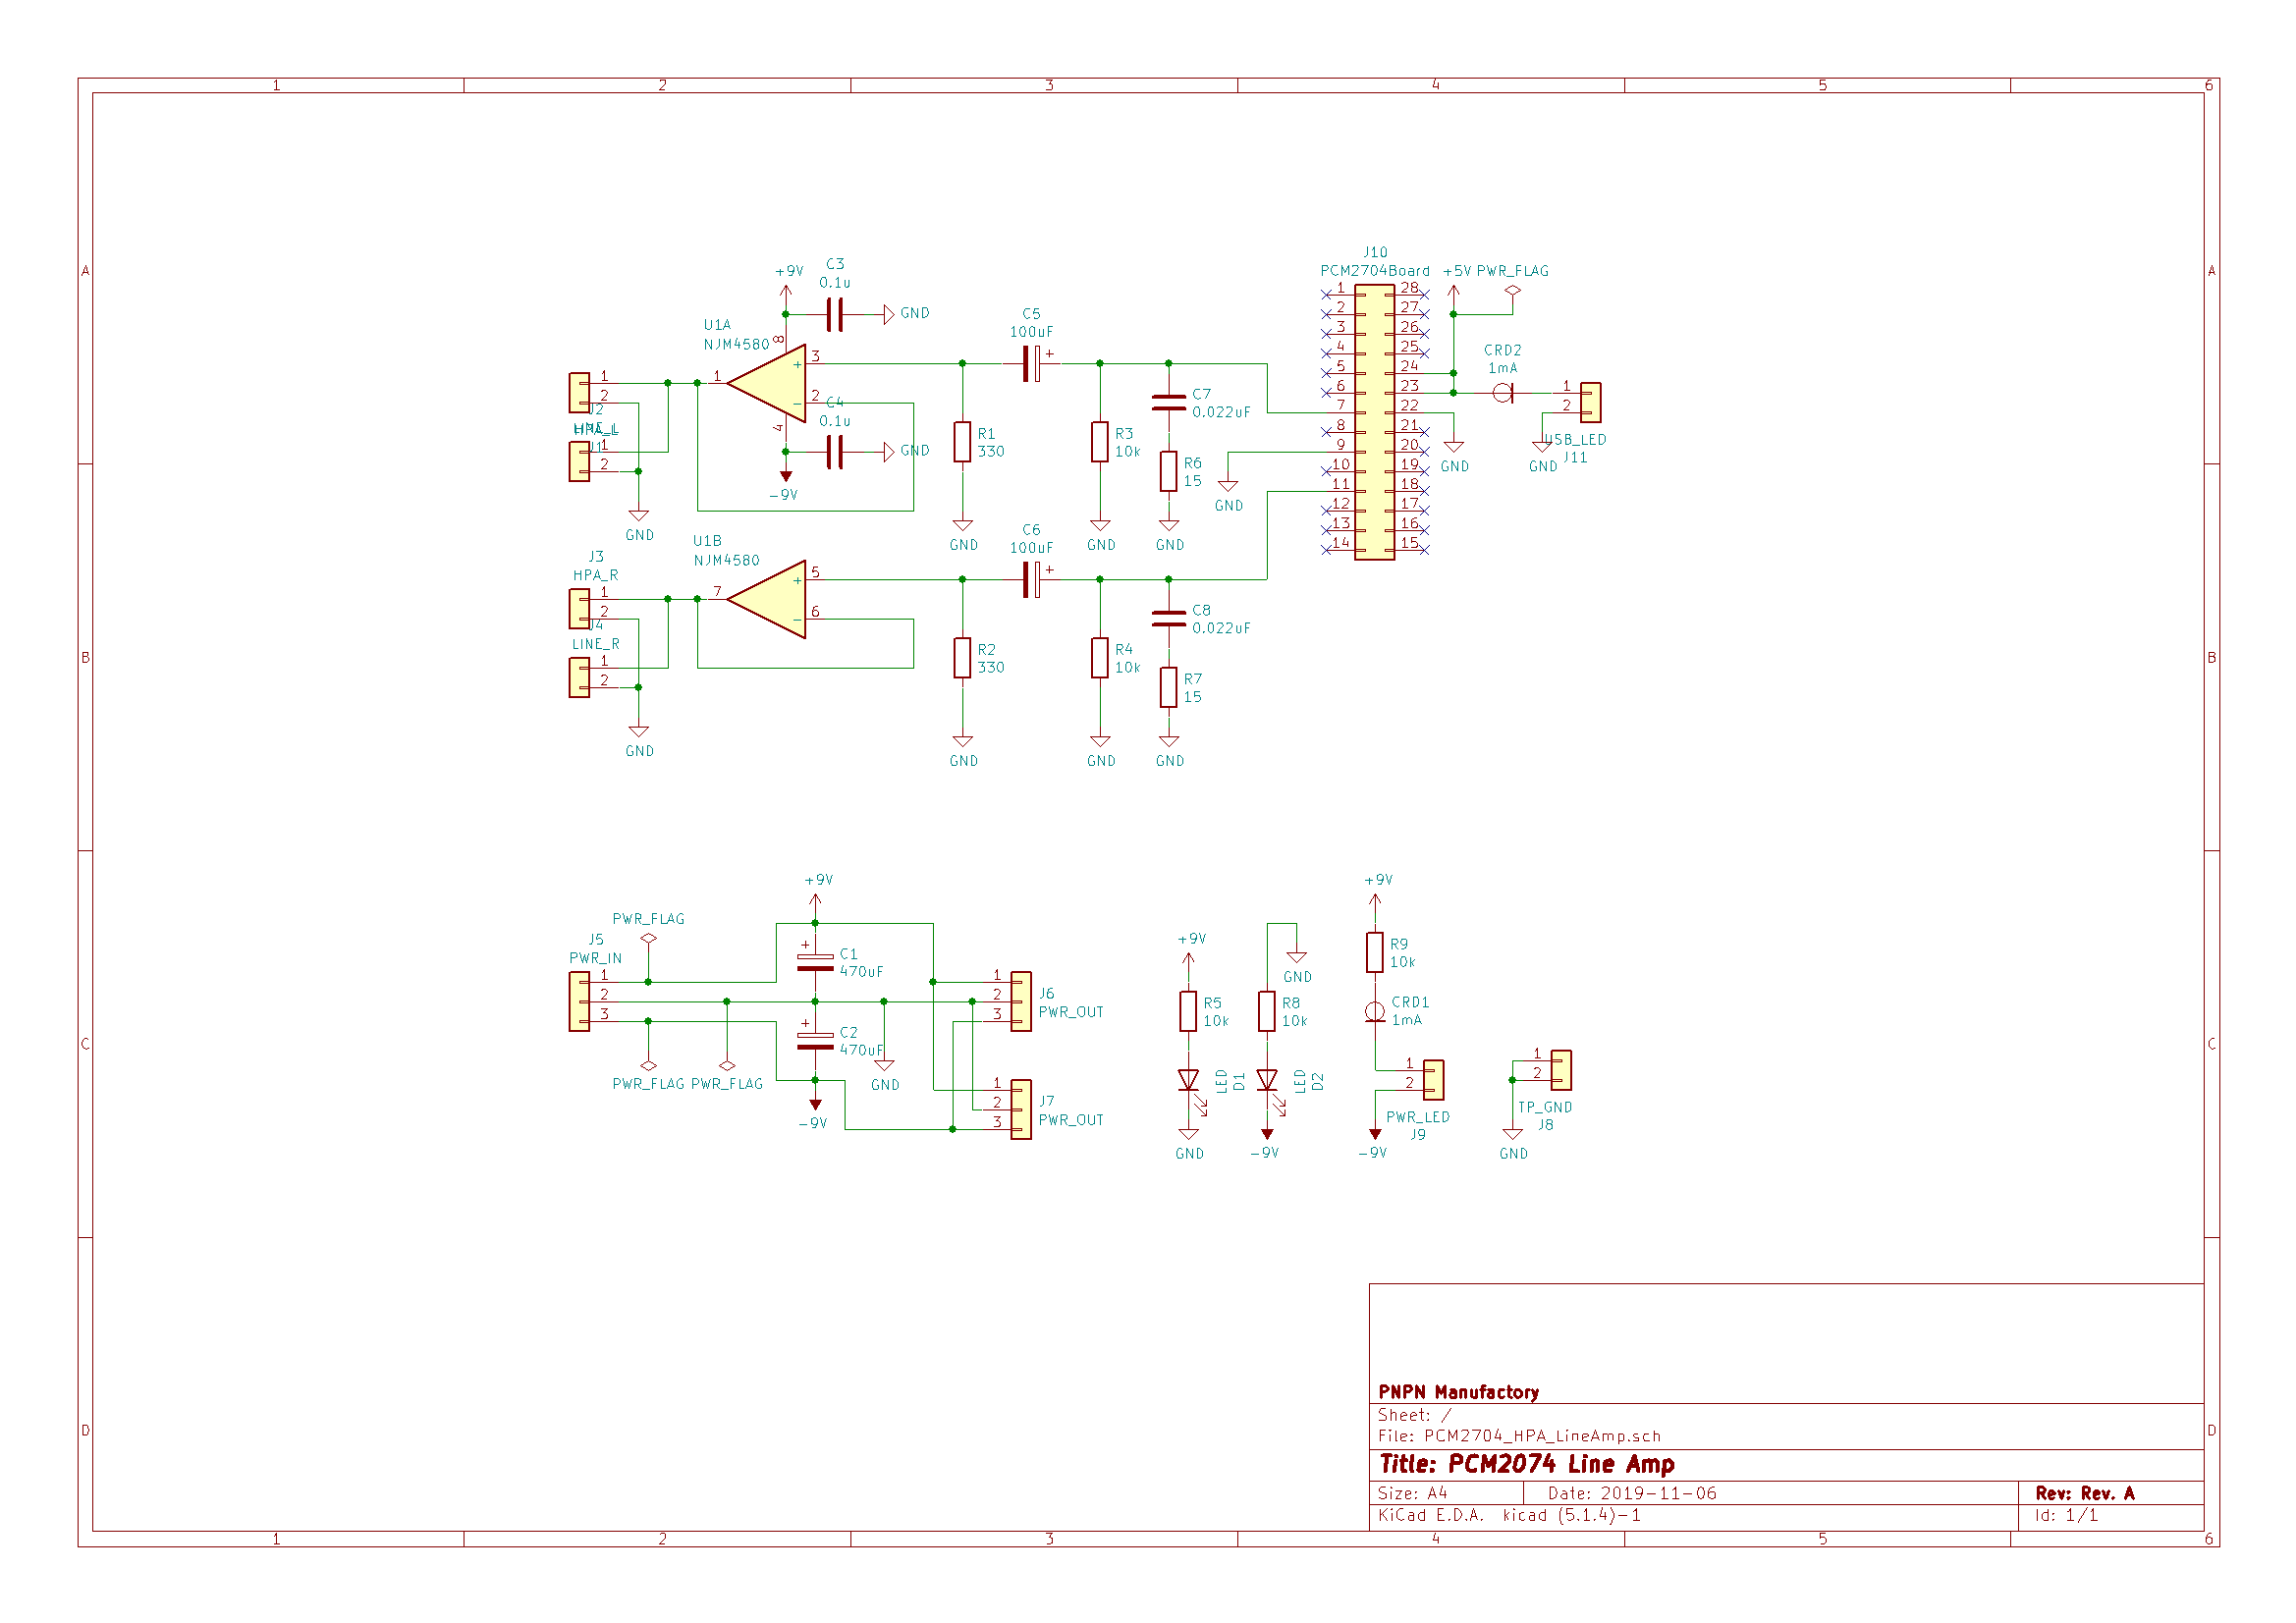 1 2 3 4 5 6
A A
B B
C C
D D
J10
PCM2704Board
+5V PWR_FLAG
1 28
2 27
3 26
4 25
5 24
6 23
7 22
8 21
9 20
10 19
11 18
12 17
13 16
14 15
CRD2
1mA
1
2
USB_LED
J11
GND
GND
GND
+9V
C3
0.1u
GND
U1A
NJM4580
8
3
+
1
2
-
4
C4
0.1u
GND
-9V
1
2
J2
HPA_L
LINE_L
J1
1
2
GND
C5
100uF
+
R1
330
GND
R3
10k
GND
C7
0.022uF
R6
15
GND
J3
HPA_R
1
2
J4
LINE_R
1
2
GND
U1B
NJM4580
5
+
7
6
-
C6
100uF
+
R2
330
GND
R4
10k
GND
C8
0.022uF
R7
15
GND
+9V
PWR_FLAG
J5
PWR_IN
1
2
3
+
C1
470uF
+
C2
470uF
PWR_FLAG PWR_FLAG
GND
-9V
1
2
3
J6
PWR_OUT
1
2
3
J7
PWR_OUT
+9V
R5
10k
LED
D1
GND
GND
R8
10k
LED
D2
-9V
+9V
R9
10k
CRD1
1mA
1
2
PWR_LED
J9
-9V
1
2
TP_GND
J8
GND
PNPN Manufactory
Sheet: /
File: PCM2704_HPA_LineAmp.sch
Title: PCM2074 Line Amp
Size: A4 Date: 2019-11-06 Rev: Rev. A
KiCad E.D.A. kicad (5.1.4)-1 Id: 1/1
1 2 3 4 5 6